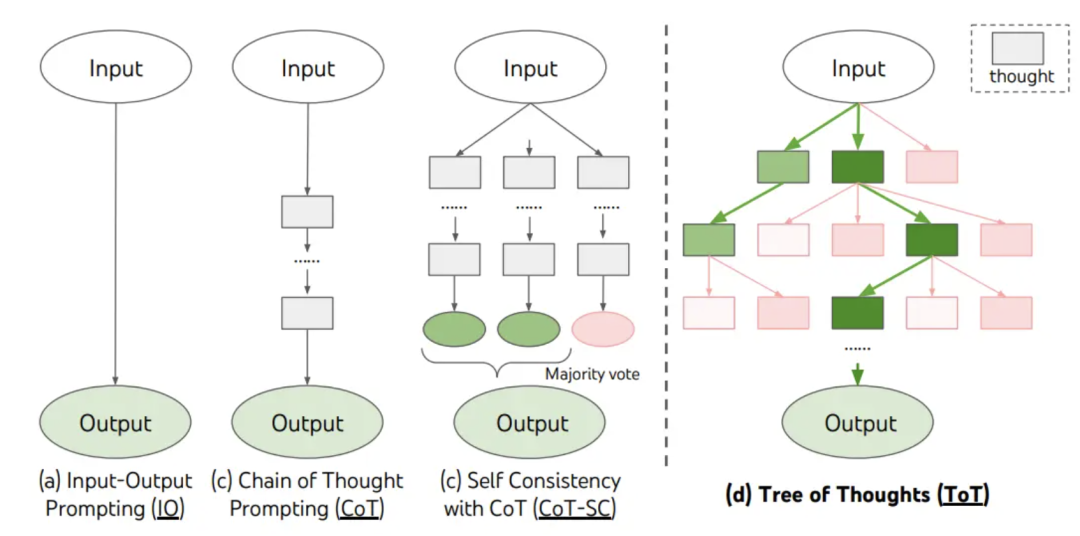 Input
Input
Input
Input
thought
......
......
......
......
......
Majority vote
Output
Output
Output
Output
(a) Input-Output
Prompting (IO)
(c) Chain of Thought
Prompting (CoT)
(c) Self Consistency
with CoT (CoT-SC)
(d) Tree of Thoughts (ToT)